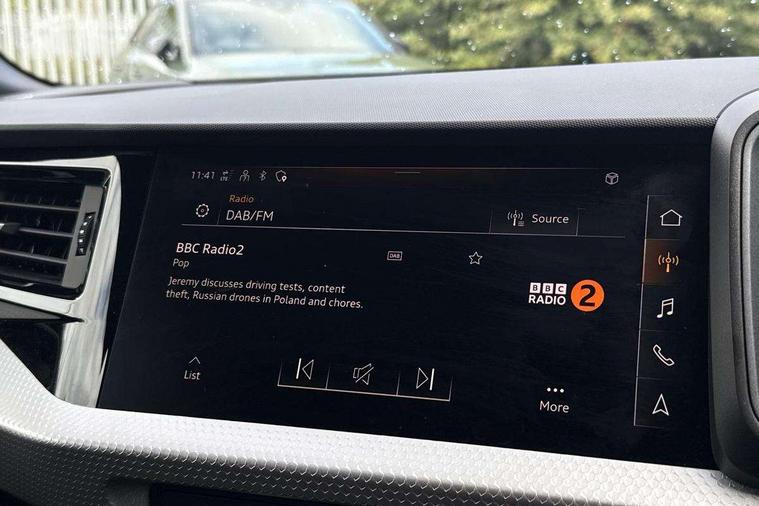 11:41
LTE
Radio
DAB/FM
Source
BBC Radio2
Pop
DAB
Jeremy discusses driving tests, content
theft, Russian drones in Poland and chores.
BBC
RADIO 2
List
More